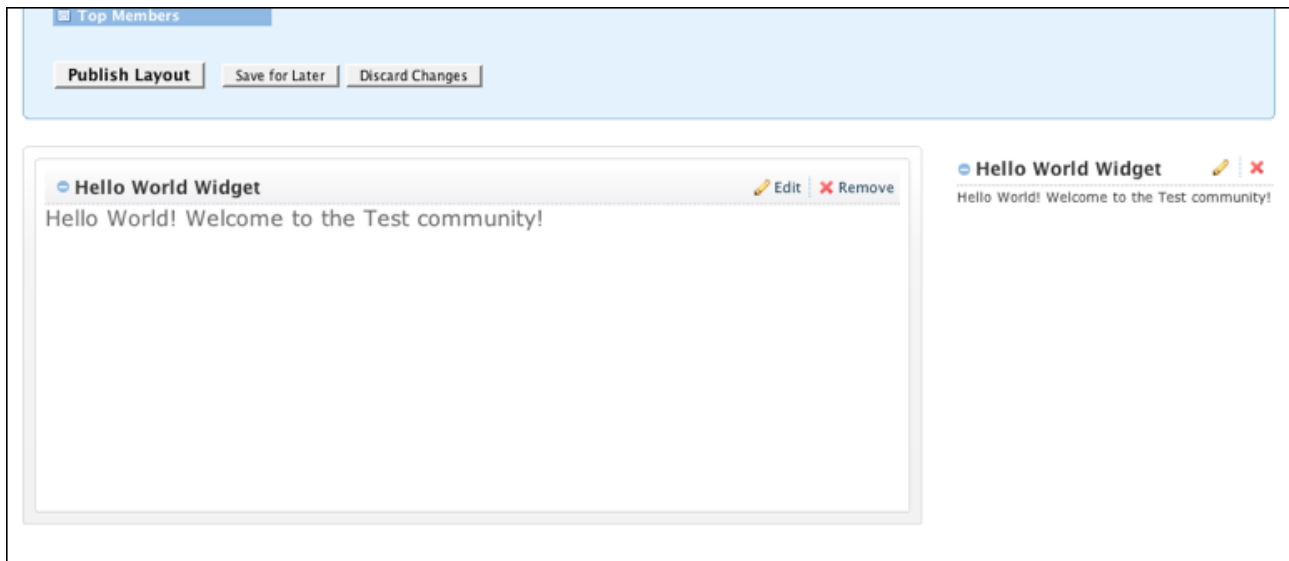 Top Members
Publish Layout Save for Later Discard Changes
Hello World Widget Edit Remove
Hello World! Welcome to the Test community!
Hello World Widget
Hello World! Welcome to the Test community!